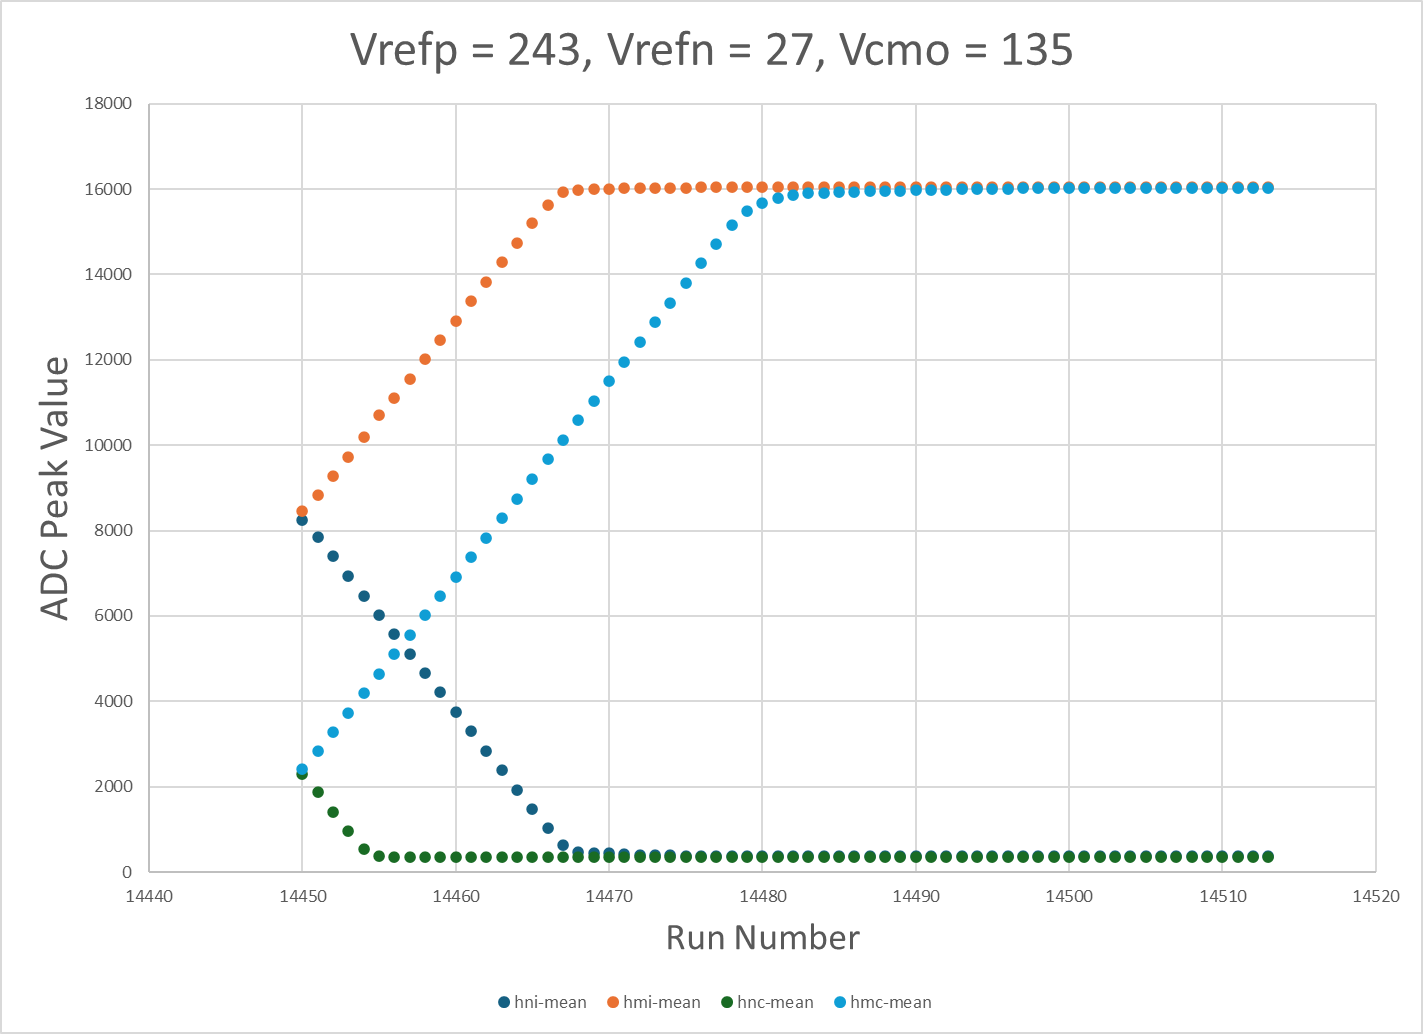 Vrefp = 243, Vrefn = 27, Vcmo = 135
18000
16000
14000
12000
10000
8000
6000
4000
2000
0
ADC Peak Value
14440 14450 14460 14470 14480 14490 14500 14510 14520
Run Number
hni-mean hmi-mean hnc-mean hmc-mean